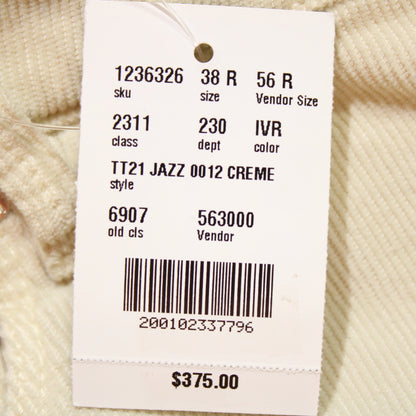 1236326 38 R 56 R
sku size Vendor Size
2311 230 IVR
class dept color
TT21 JAZZ 0012 CREME
style
6907 563000
old cls Vendor
200102337796
$375.00